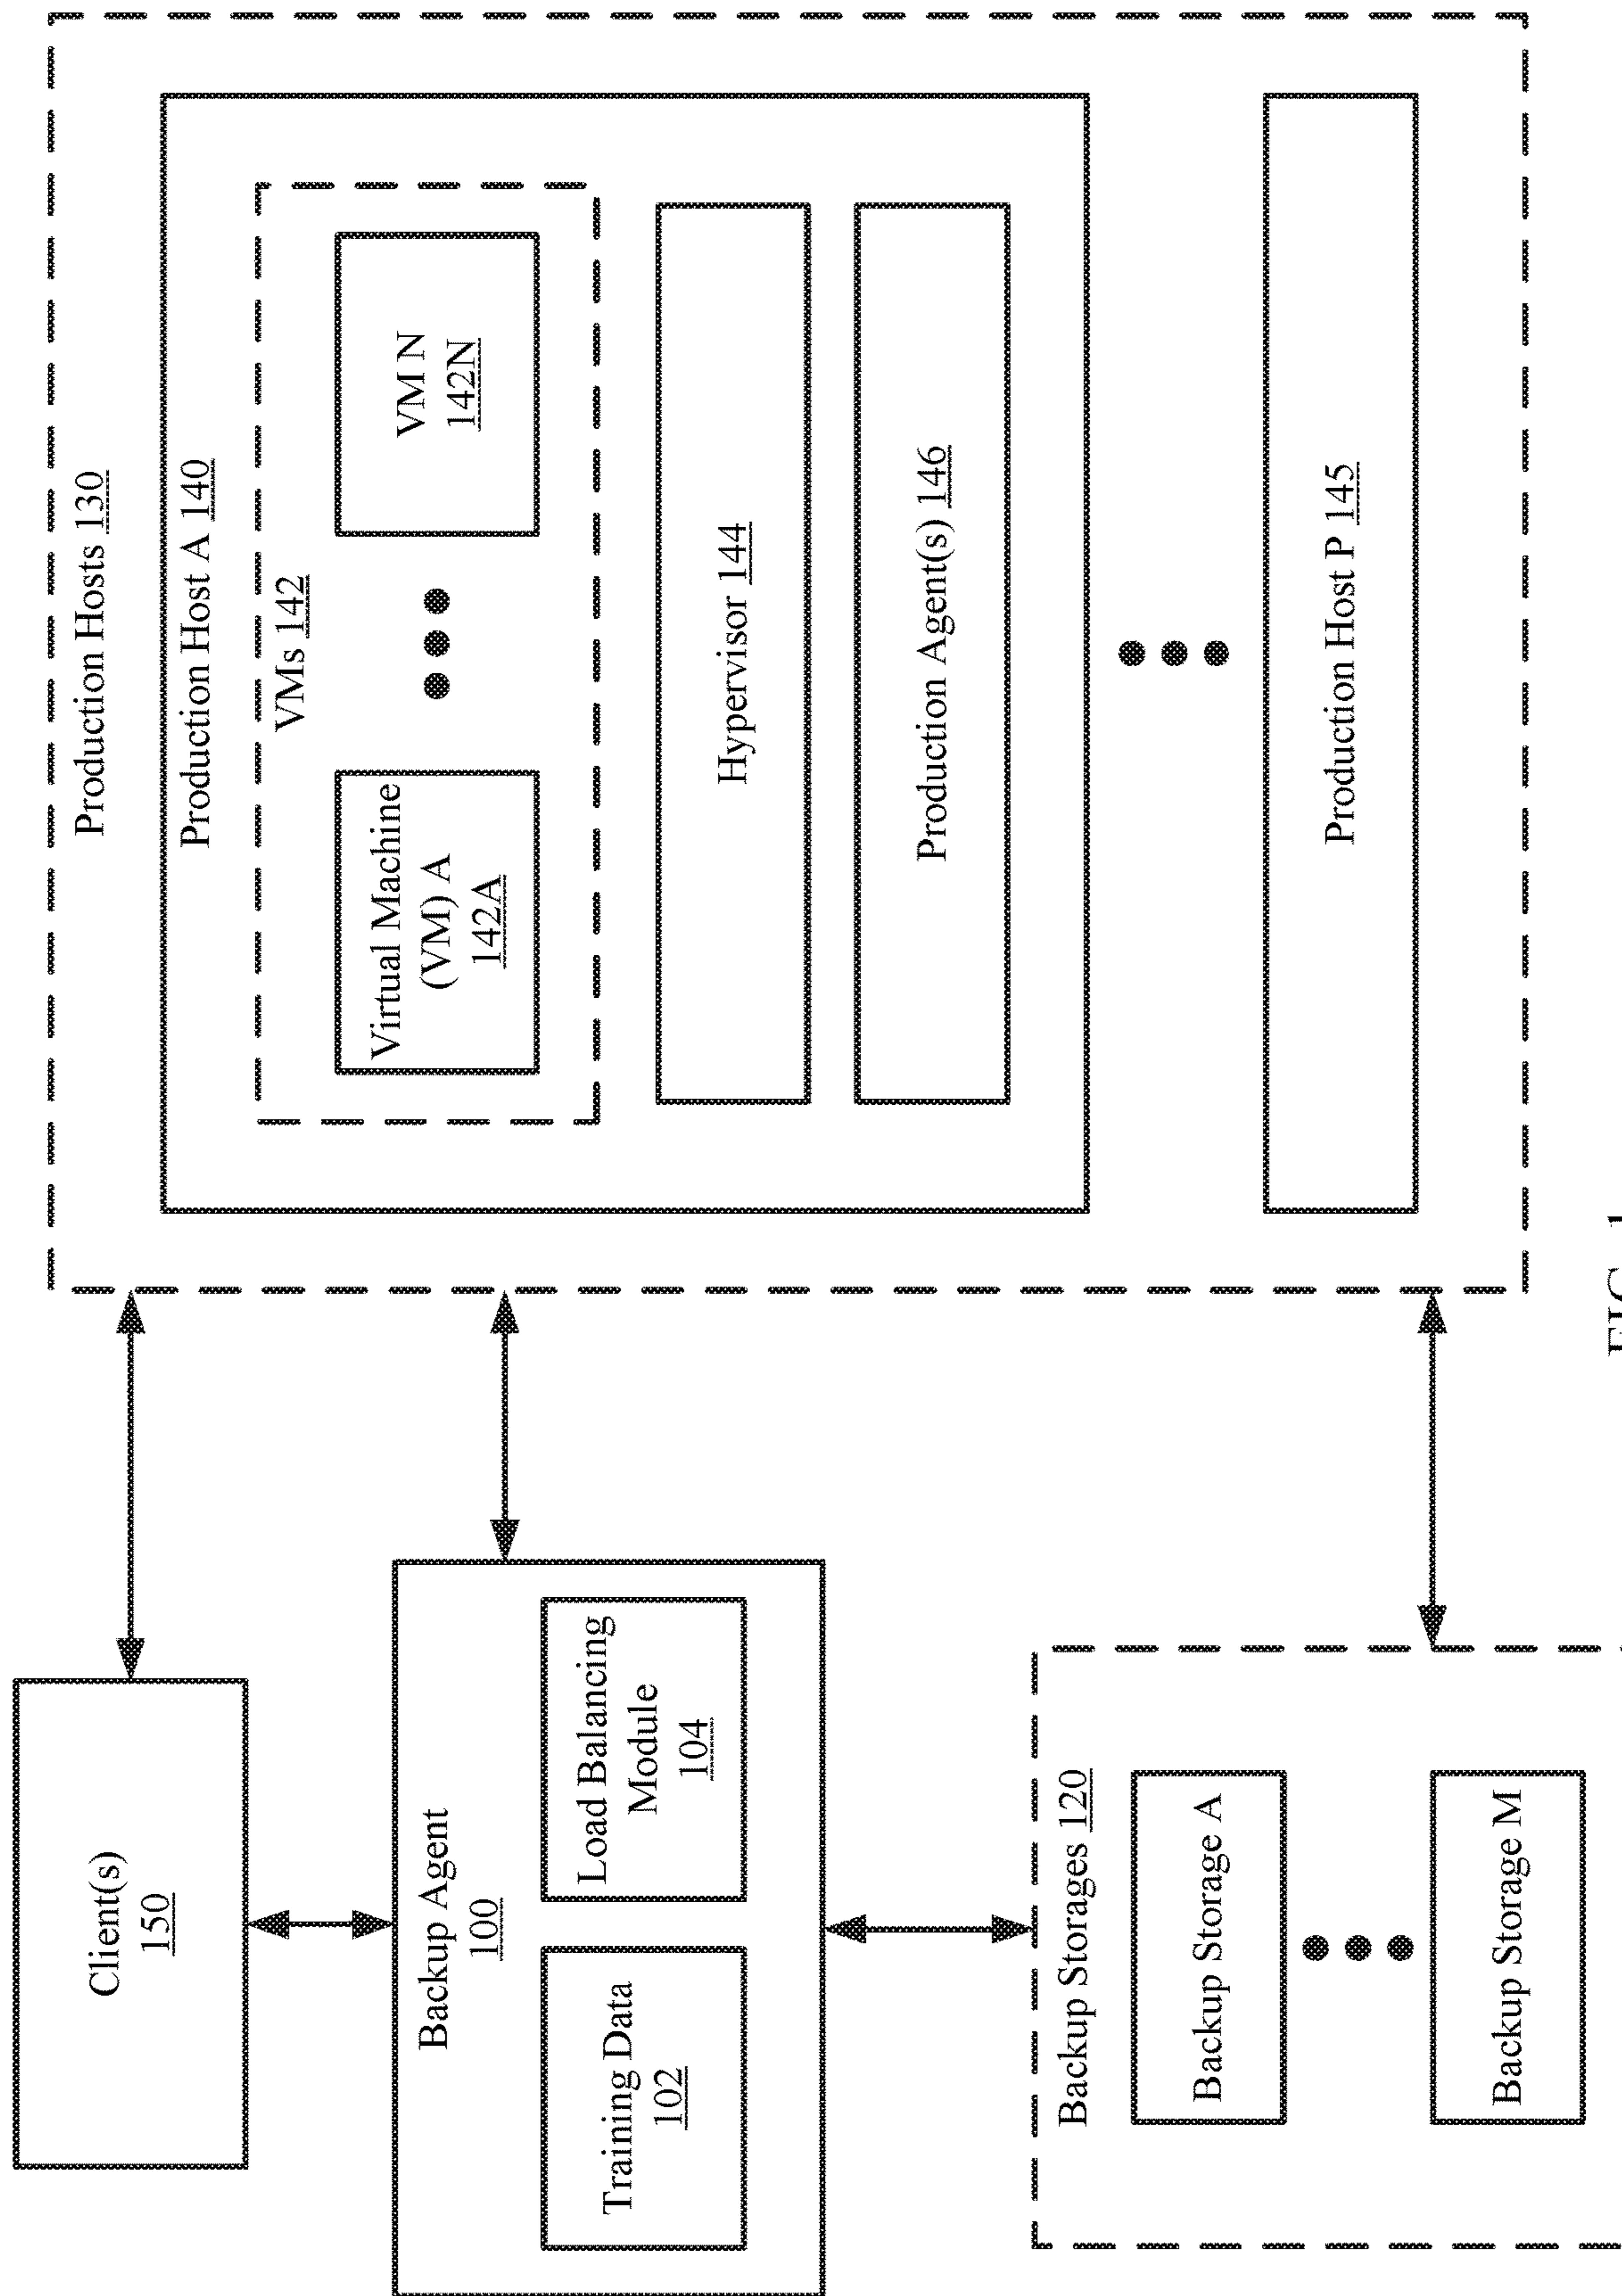 Client(s)
150
Backup Agent
100
Training Data
102
Load Balancing
Module
104
Backup Storages 120
Backup Storage A
Backup Storage M
Production Hosts 130
Production Host A 140
VMs 142
Virtual Machine
(VM) A
142A
VM N
142N
Hypervisor 144
Production Agent(s) 146
Production Host P 145